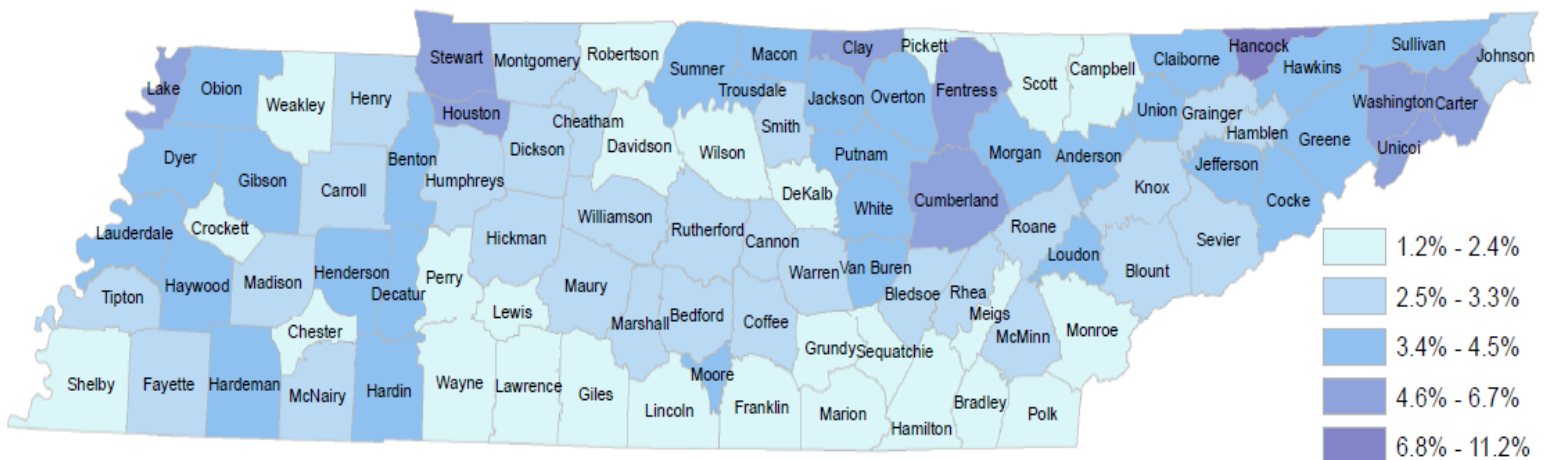 Stewart
Montgomery
Robertson
Sumner
Macon
Clay
Pickett
Fentress
Scott
Campbell
Claiborne
Hancock
Hawkins
Sullivan
Johnson
Lake
Obion
Weakley
Henry
Houston
Cheatham
Trousdale
Smith
Jackson
Overton
Union
Grainger
Hamblen
Washington
Carter
Dyer
Gibson
Carroll
Benton
Humphreys
Dickson
Davidson
Wilson
Putnam
Morgan
Anderson
Jefferson
Greene
Unicoi
Crockett
Lauderdale
Williamson
Rutherford
DeKalb
White
Cumberland
Knox
Cocke
Hickman
Cannon
Roane
Sevier
Tipton
Haywood
Madison
Henderson
Decatur
Perry
Maury
Warren
Van Buren
Bledsoe
Rhea
Loudon
Blount
Lewis
Marshall
Bedford
Coffee
Meigs
McMinn
Monroe
Chester
Grundy
Sequatchie
Shelby
Fayette
Hardeman
McNairy
Hardin
Wayne
Lawrence
Giles
Moore
Lincoln
Franklin
Marion
Hamilton
Bradley
Polk
1.2% - 2.4%
2.5% - 3.3%
3.4% - 4.5%
4.6% - 6.7%
6.8% - 11.2%